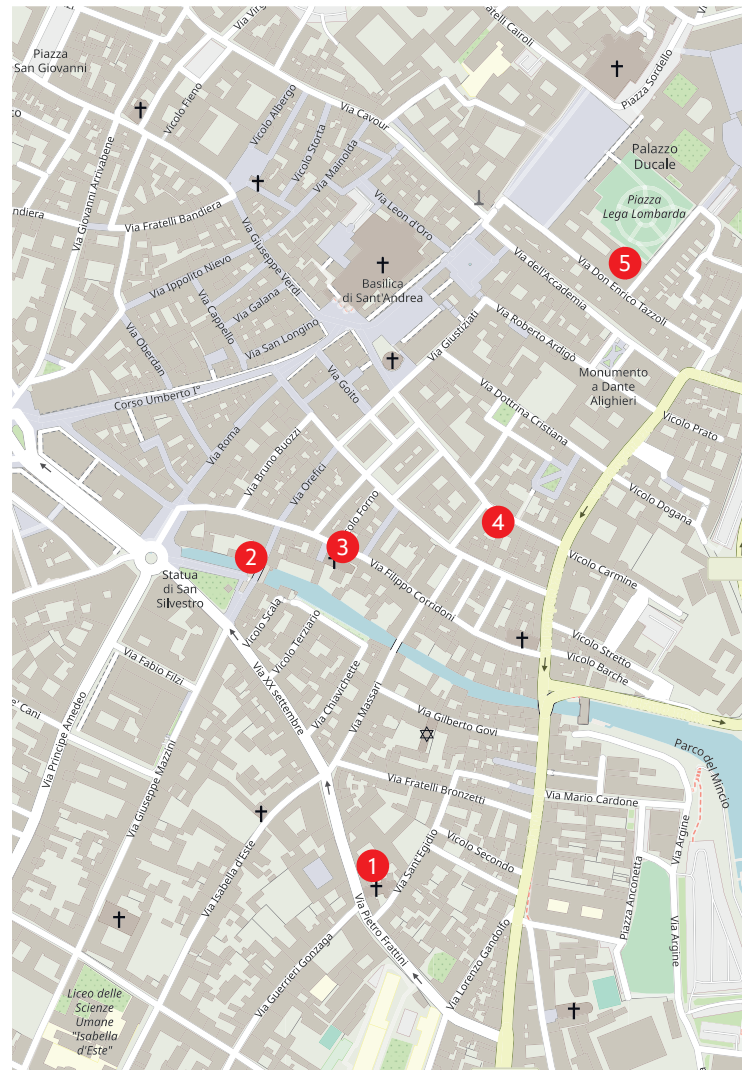 Via Virg
Fratelli Cairoli
Piazza
San Giovanni
Piazza Sordello
Vicolo Fieno
Vicolo Albergo
Via Cavour
Vicolo Storta
Via Mainolda
Palazzo
Ducale
Via Giovanni Arrivabene
Piazza
Lega Lombarda
Via Leon d'Oro
ndiera
Via Fratelli Bandiera
Via Giuseppe Verdi
5
Via Don Enrico Tazzoli
Via dell'Accademia
Via Ippolito Nievo
Basilica
di Sant'Andrea
Via Galana
Via Cappello
Via Oberdan
Via San Longino
Via Giustiziati
Via Roberto Ardigò
Monumento
a Dante
Alighieri
Corso Umberto I°
Via Goito
Via Dottrina Cristiana
Vicolo Prato
Via Roma
Via Bruno Buozzi
Via Orefici
Vicolo Dogana
Vicolo Forno
4
3
2
Vicolo Carmine
Statua
di San
Silvestro
Via Filippo Corridoni
Vicolo Scala
Vicolo Terziario
Vicolo Stretto
Vicolo Barche
Via Fabio Filzi
Via XX settembre
Via Chiavichette
Via Massari
Via Gilberto Govi
e' Cani
Via Principe Amedeo
Via Giuseppe Mazzini
Parco del Mincio
Via Fratelli Bronzetti
Via Mario Cardone
Via Argine
Via Isabella d'Este
1
Via Sant'Egidio
Vicolo Secondo
Piazza Anconetta
Via Pietro Frattini
Via Guerrieri Gonzaga
Via Lorenzo Gandolfo
Via Argine
Liceo delle
Scienze
Umane
"Isabella
d'Este"